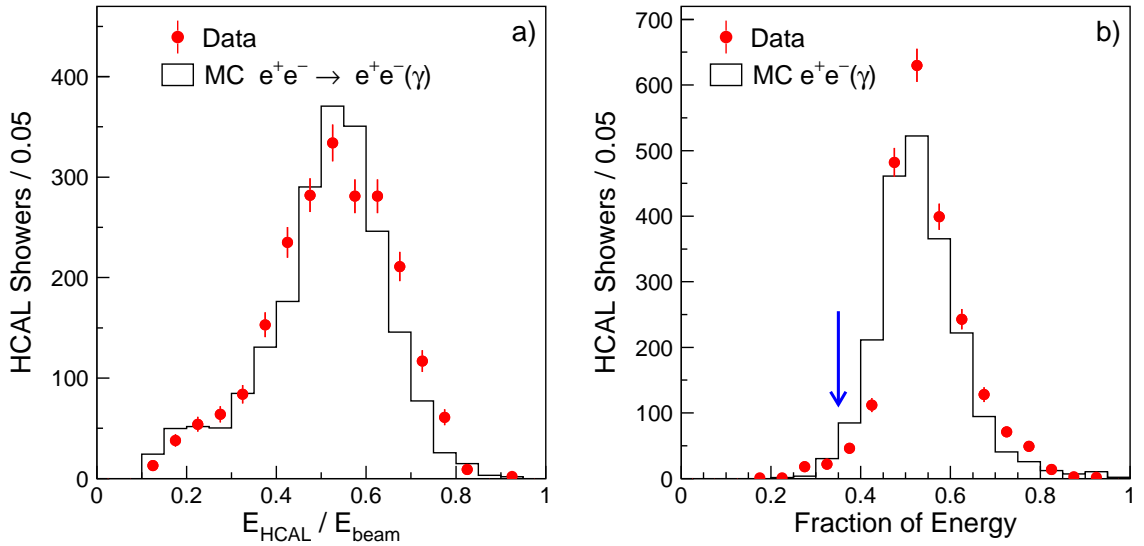 a)
Data
MC e⁺e⁻ → e⁺e⁻(γ)
HCAL Showers / 0.05
400
300
200
100
0
0 0.2 0.4 0.6 0.8 1
E_HCAL / E_beam
b)
Data
MC e⁺e⁻(γ)
HCAL Showers / 0.05
700
600
500
400
300
200
100
0
0 0.2 0.4 0.6 0.8 1
Fraction of Energy